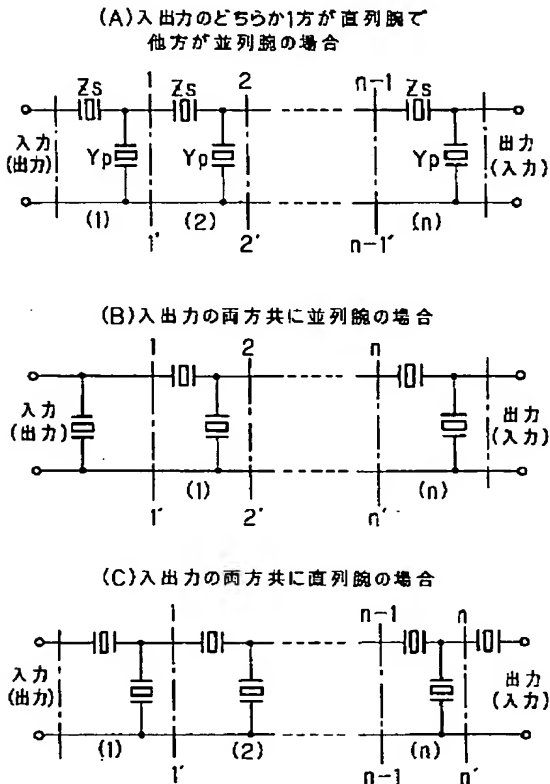 (A)入出力のどちらか1方が直列腕で
他方が並列腕の場合
Zs 1 Zs 2 n-1 Zs
入力
(出力)
Yp Yp Yp
出力
(入力)
(1) (2) (n)
1' 2' n-1'
(B)入出力の両方共に並列腕の場合
1 2 n
入力
(出力)
出力
(入力)
(1) (n)
1' 2' n'
(C)入出力の両方共に直列腕の場合
1 n-1 n
入力
(出力)
出力
(入力)
(1) (2) (n)
1' n-1 n'